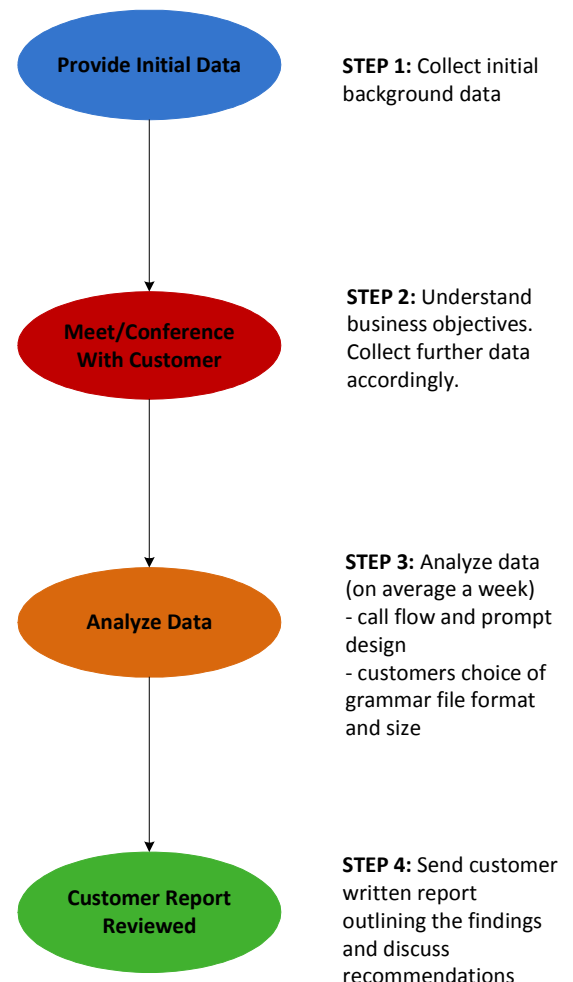 Provide Initial Data
STEP 1: Collect initial
background data
Meet/Conference
With Customer
STEP 2: Understand
business objectives.
Collect further data
accordingly.
Analyze Data
STEP 3: Analyze data
(on average a week)
- call flow and prompt
design
- customers choice of
grammar file format
and size
Customer Report
Reviewed
STEP 4: Send customer
written report
outlining the findings
and discuss
recommendations